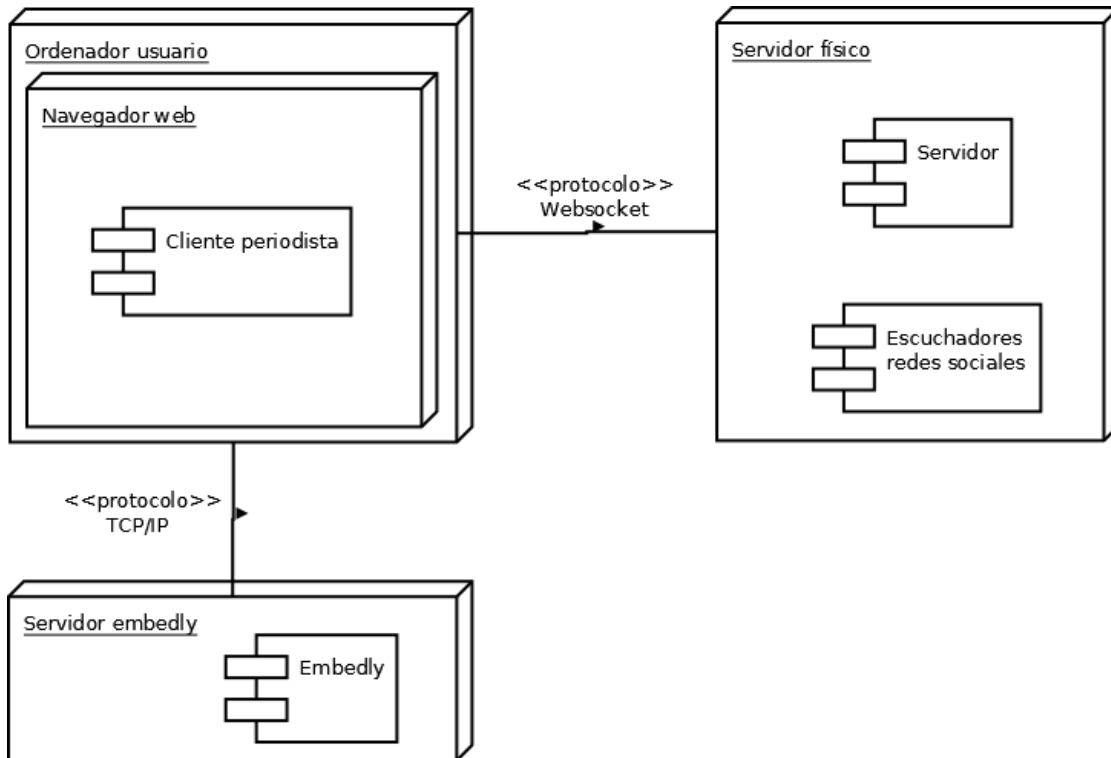 Ordenador usuario
Navegador web
Cliente periodista
<<protocolo>>
Websocket
Servidor físico
Servidor
Escuchadores
redes sociales
<<protocolo>>
TCP/IP
Servidor embedly
Embedly